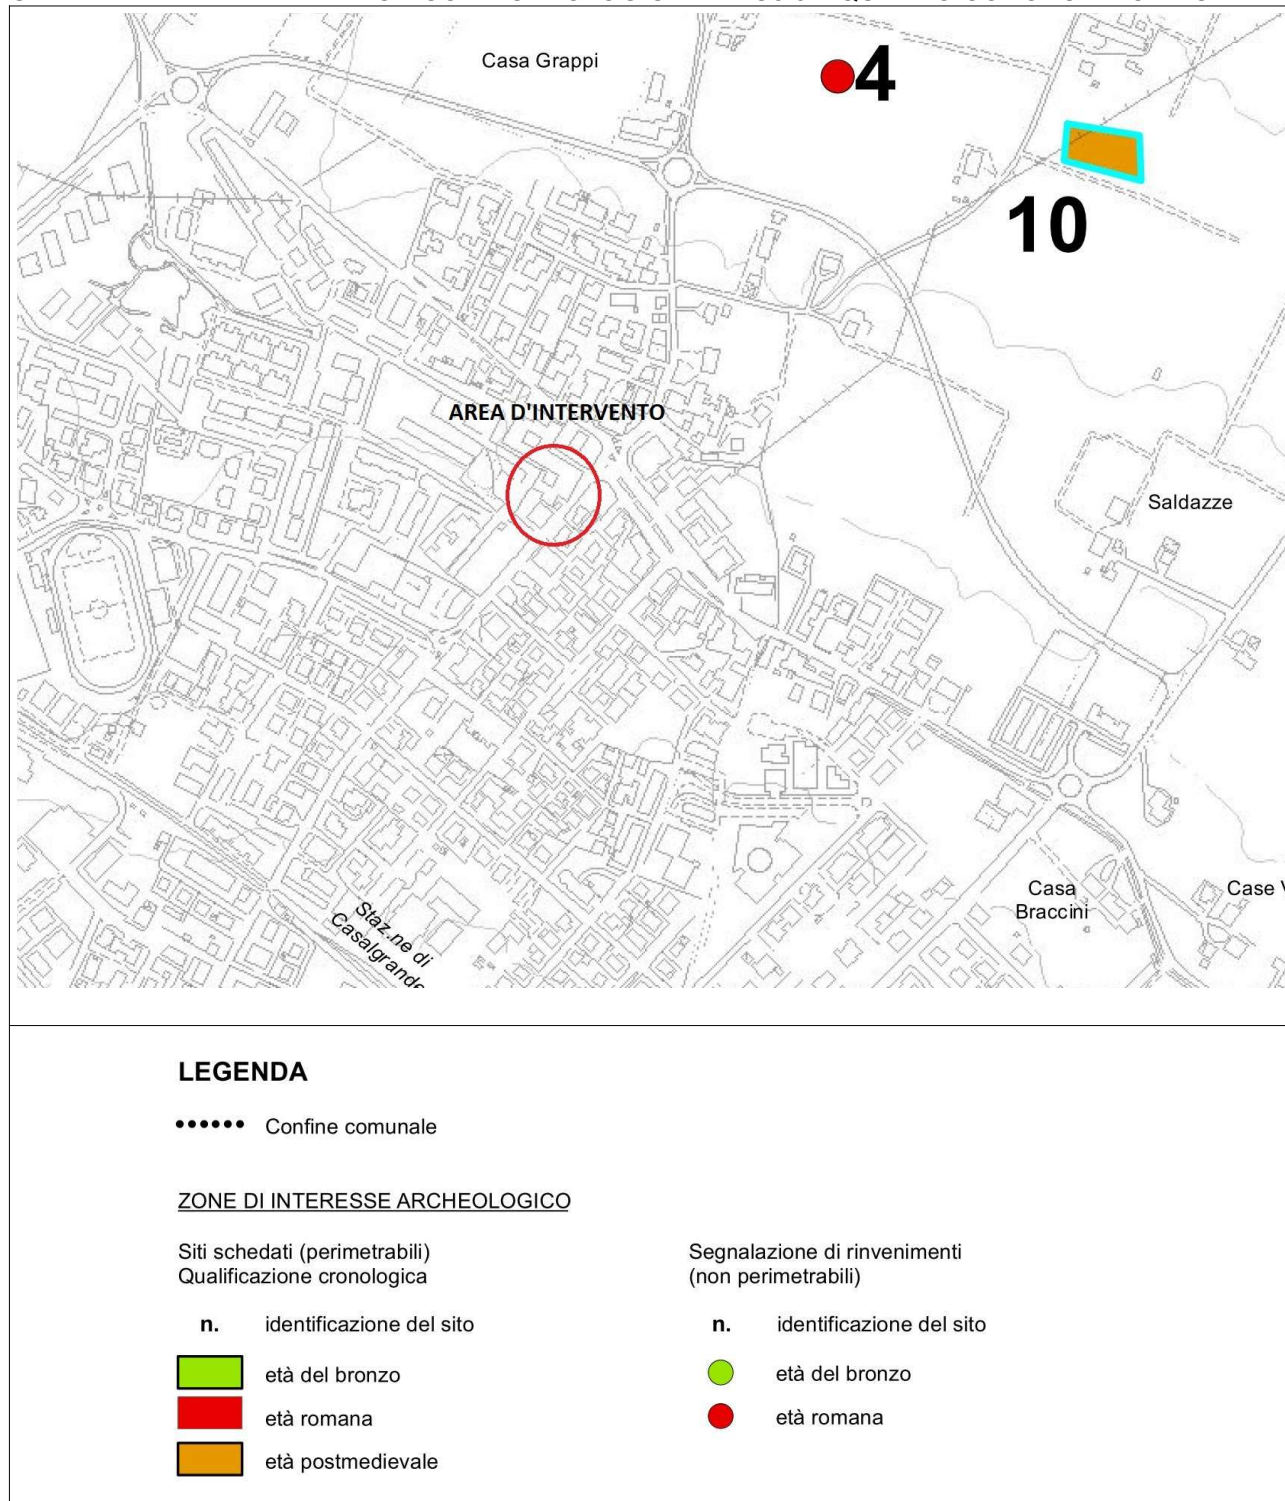 Casa Grappi
4
10
AREA D'INTERVENTO
Saldazze
Casa
Braccini
Case V
Staz.ne di
Casalgrande
LEGENDA
Confine comunale
ZONE DI INTERESSE ARCHEOLOGICO
Siti schedati (perimetrabili)
Qualificazione cronologica
n. identificazione del sito
età del bronzo
età romana
età postmedievale
Segnalazione di rinvenimenti
(non perimetrabili)
n. identificazione del sito
età del bronzo
età romana